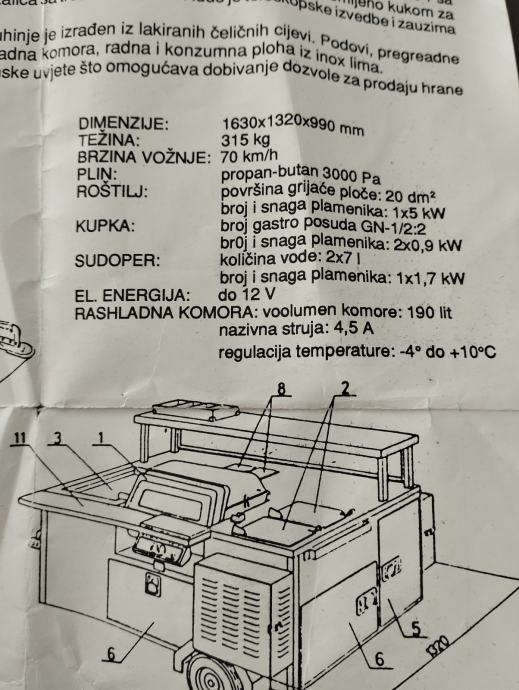 mljeno kukom za
opske izvedbe i zauzima
uhinje je izrađen iz lakiranih čeličnih cijevi. Podovi, pregreadne
adna komora, radna i konzumna ploha iz inox lima.
ske uvjete što omogućava dobivanje dozvole za prodaju hrane
DIMENZIJE: 1630x1320x990 mm
TEŽINA: 315 kg
BRZINA VOŽNJE: 70 km/h
PLIN: propan-butan 3000 Pa
ROŠTILJ: površina grijaće ploče: 20 dm²
broj i snaga plamenika: 1x5 kW
KUPKA: broj gastro posuda GN-1/2:2
br0j i snaga plamenika: 2x0,9 kW
SUDOPER: količina vode: 2x7 l
broj i snaga plamenika: 1x1,7 kW
EL. ENERGIJA: do 12 V
RASHLADNA KOMORA: voolumen komore: 190 lit
nazivna struja: 4,5 A
regulacija temperature: -4° do +10°C
8 2
11 3 1
6 6 5
1320